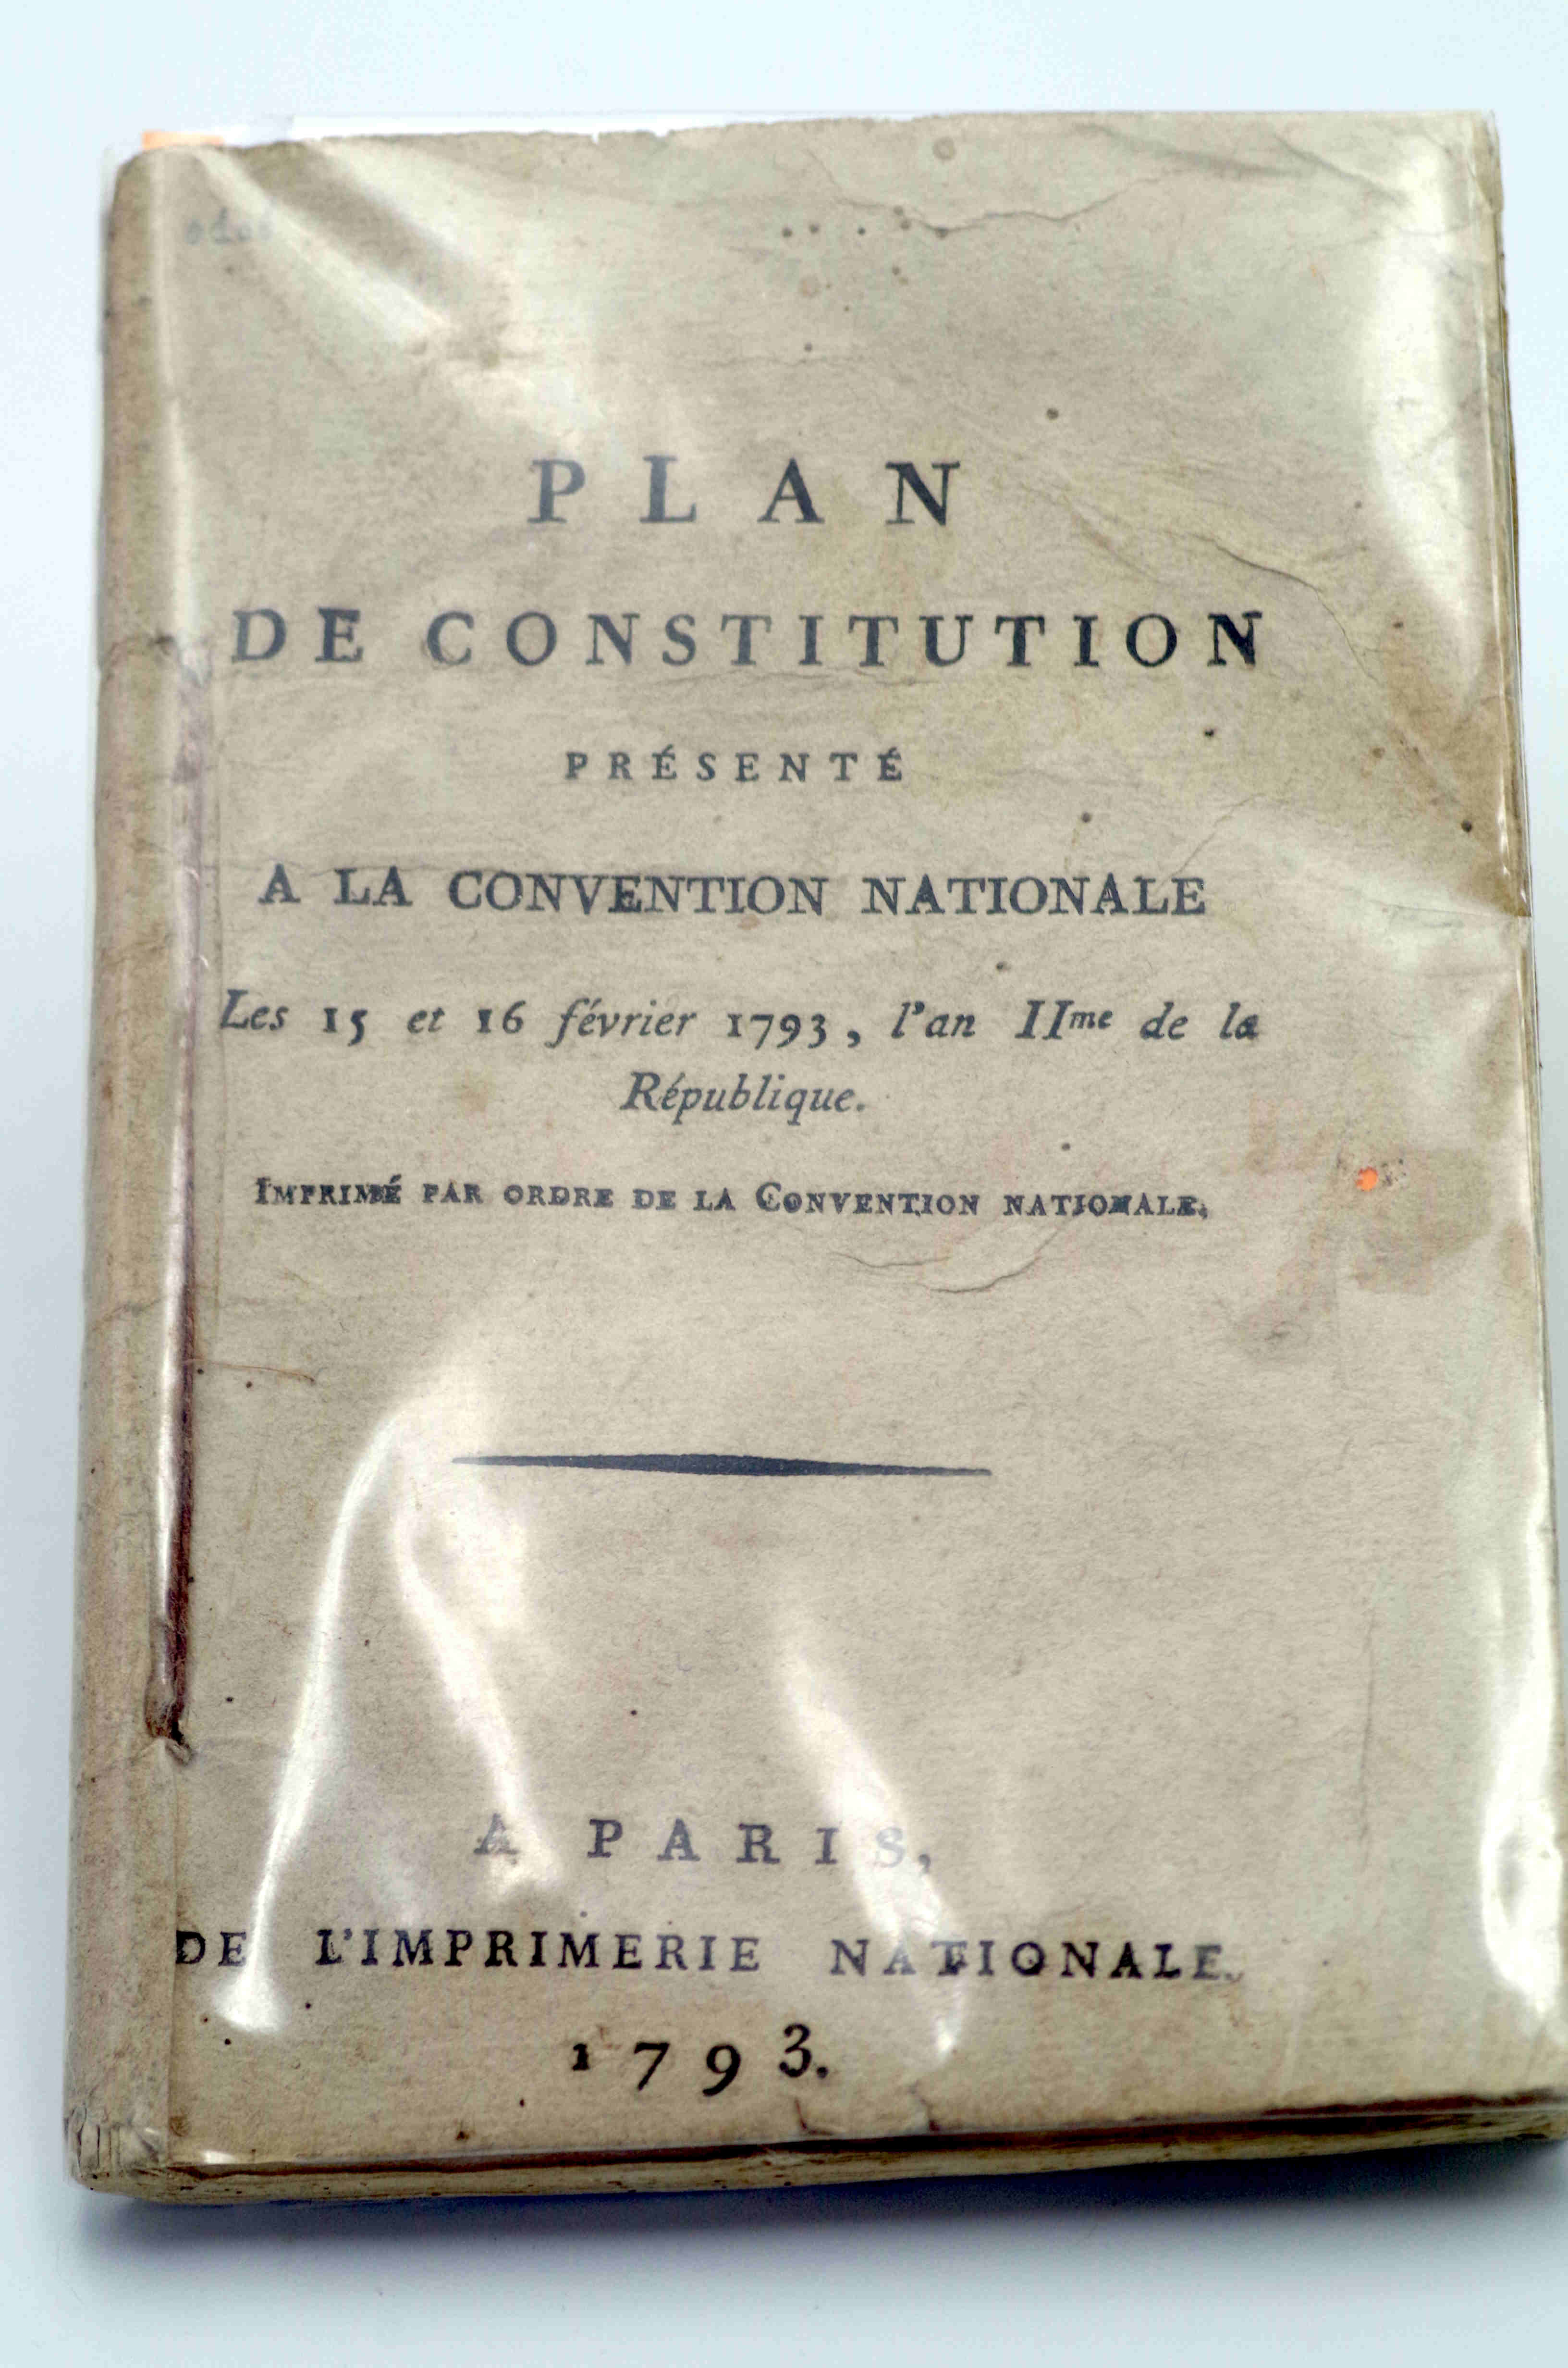 PLAN
DE CONSTITUTION
PRÉSENTÉ
A LA CONVENTION NATIONALE
Les 15 et 16 février 1793, l'an IIme de la
République.
IMPRIMÉ PAR ORDRE DE LA CONVENTION NATIONALE.
A PARIS,
DE L'IMPRIMERIE NATIONALE.
1793.